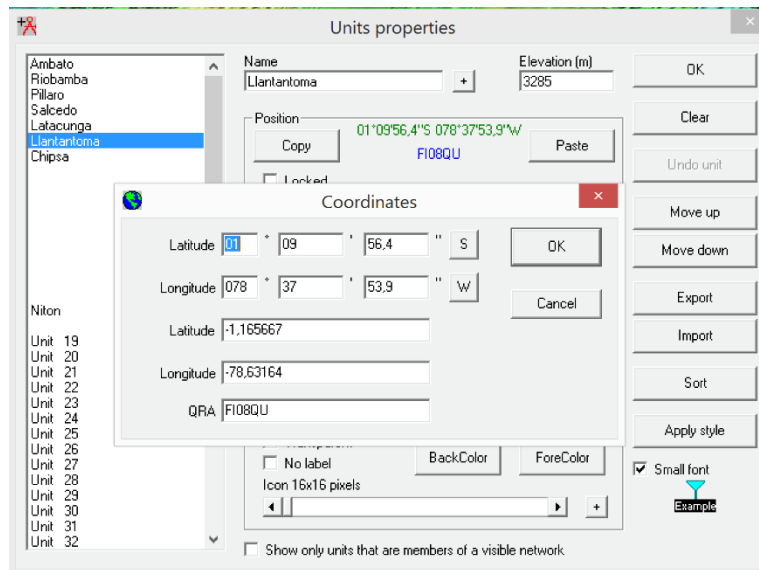 Units properties
Ambato
Riobamba
Pillaro
Salcedo
Latacunga
Llantantoma
Chipsa
Niton
Unit 19
Unit 20
Unit 21
Unit 22
Unit 23
Unit 24
Unit 25
Unit 26
Unit 27
Unit 28
Unit 29
Unit 30
Unit 31
Unit 32
Name
Llantantoma
+
Elevation (m)
3285
Position
Copy
01°09'56,4"S 078°37'53,9"W
FI08QU
Paste
Locked
Coordinates
Latitude 01 ° 09 ' 56,4 " S
Longitude 078 ° 37 ' 53,9 " W
Latitude -1,165667
Longitude -78,63164
QRA FI08QU
OK
Cancel
Transparent
No label
BackColor
ForeColor
Icon 16x16 pixels
+
Show only units that are members of a visible network
OK
Clear
Undo unit
Move up
Move down
Export
Import
Sort
Apply style
Small font
Example